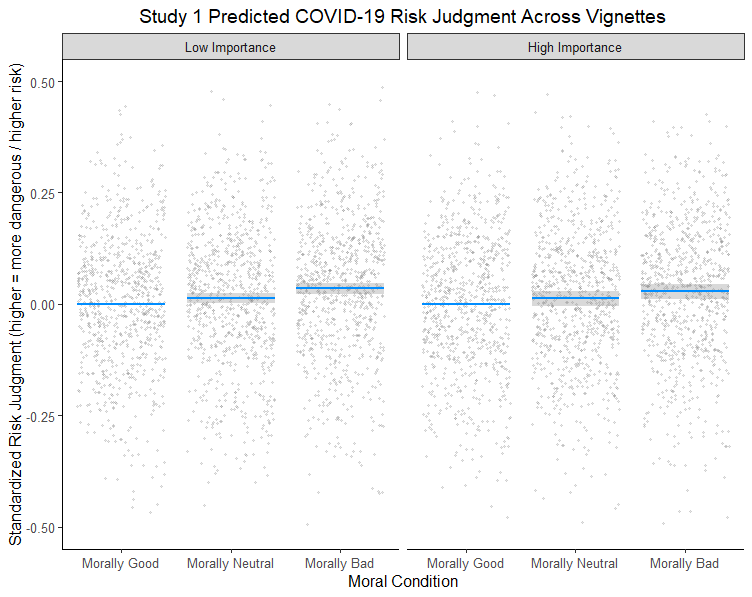 Study 1 Predicted COVID-19 Risk Judgment Across Vignettes
Low Importance
High Importance
Standardized Risk Judgment (higher = more dangerous / higher risk)
0.50
0.25
0.00
-0.25
-0.50
Morally Good
Morally Neutral
Morally Bad
Morally Good
Morally Neutral
Morally Bad
Moral Condition